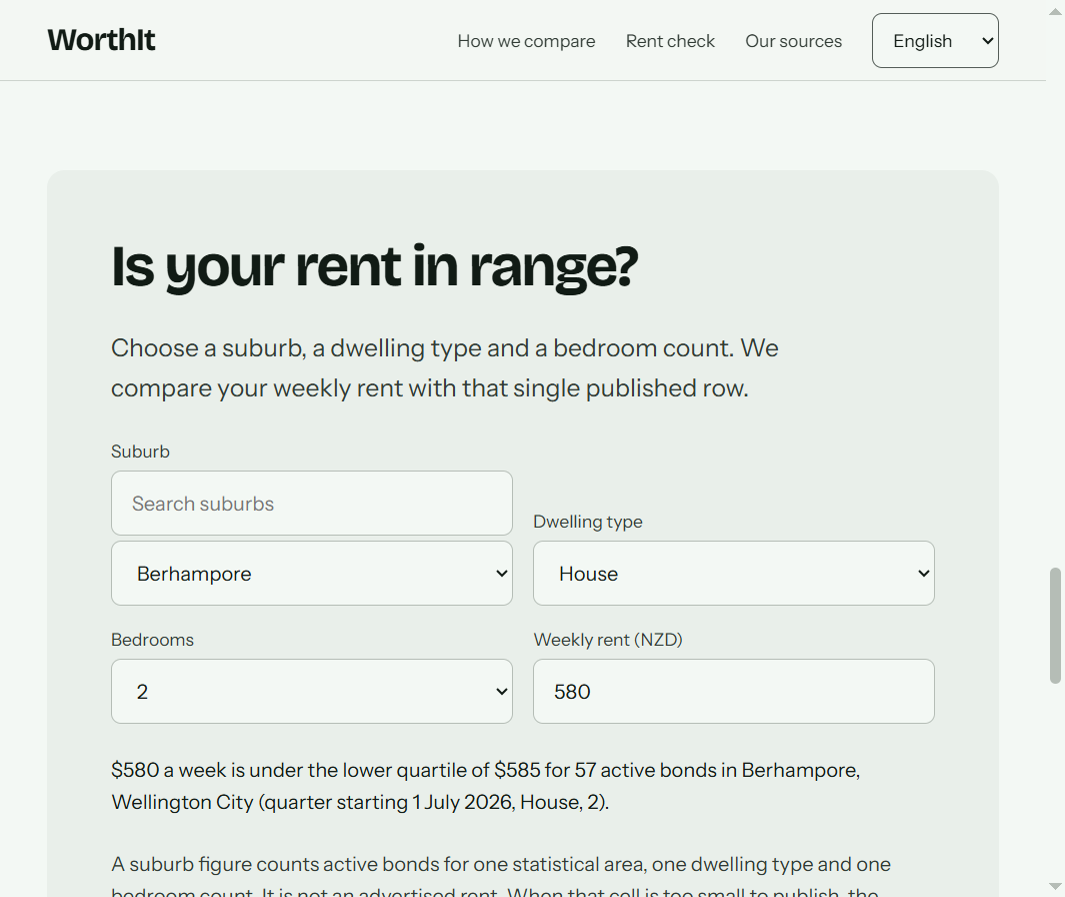 WorthIt
How we compare
Rent check
Our sources
English
Is your rent in range?
Choose a suburb, a dwelling type and a bedroom count. We
compare your weekly rent with that single published row.
Suburb
Search suburbs
Berhampore
Dwelling type
House
Bedrooms
2
Weekly rent (NZD)
580
$580 a week is under the lower quartile of $585 for 57 active bonds in Berhampore,
Wellington City (quarter starting 1 July 2026, House, 2).
A suburb figure counts active bonds for one statistical area, one dwelling type and one
bedroom count. It is not an advertised rent. When that cell is too small to publish, the